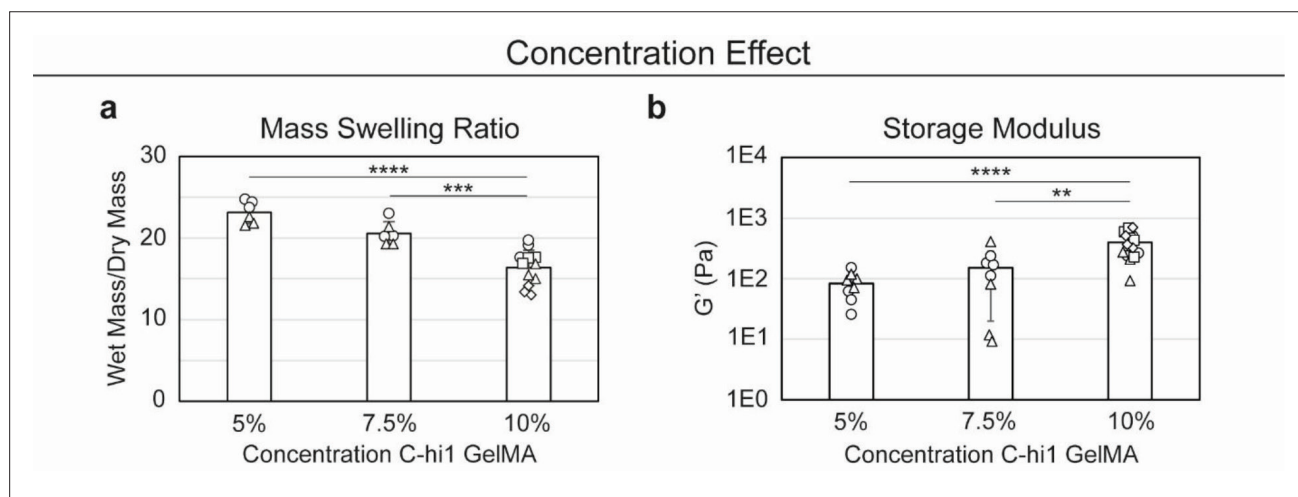 Concentration Effect
a
Mass Swelling Ratio
30
20
10
0
Wet Mass/Dry Mass
****
***
5%
7.5%
10%
Concentration C-hi1 GelMA
b
Storage Modulus
1E4
1E3
1E2
1E1
1E0
G' (Pa)
****
**
5%
7.5%
10%
Concentration C-hi1 GelMA